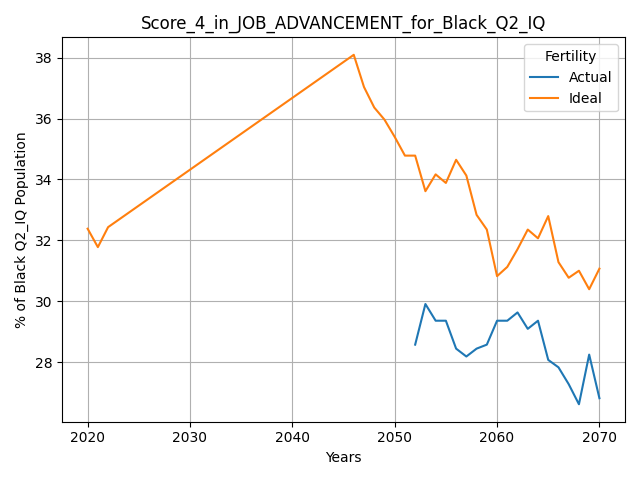 Score_4_in_JOB_ADVANCEMENT_for_Black_Q2_IQ
Fertility
Actual
Ideal
% of Black Q2_IQ Population
38
36
34
32
30
28
2020
2030
2040
2050
2060
2070
Years